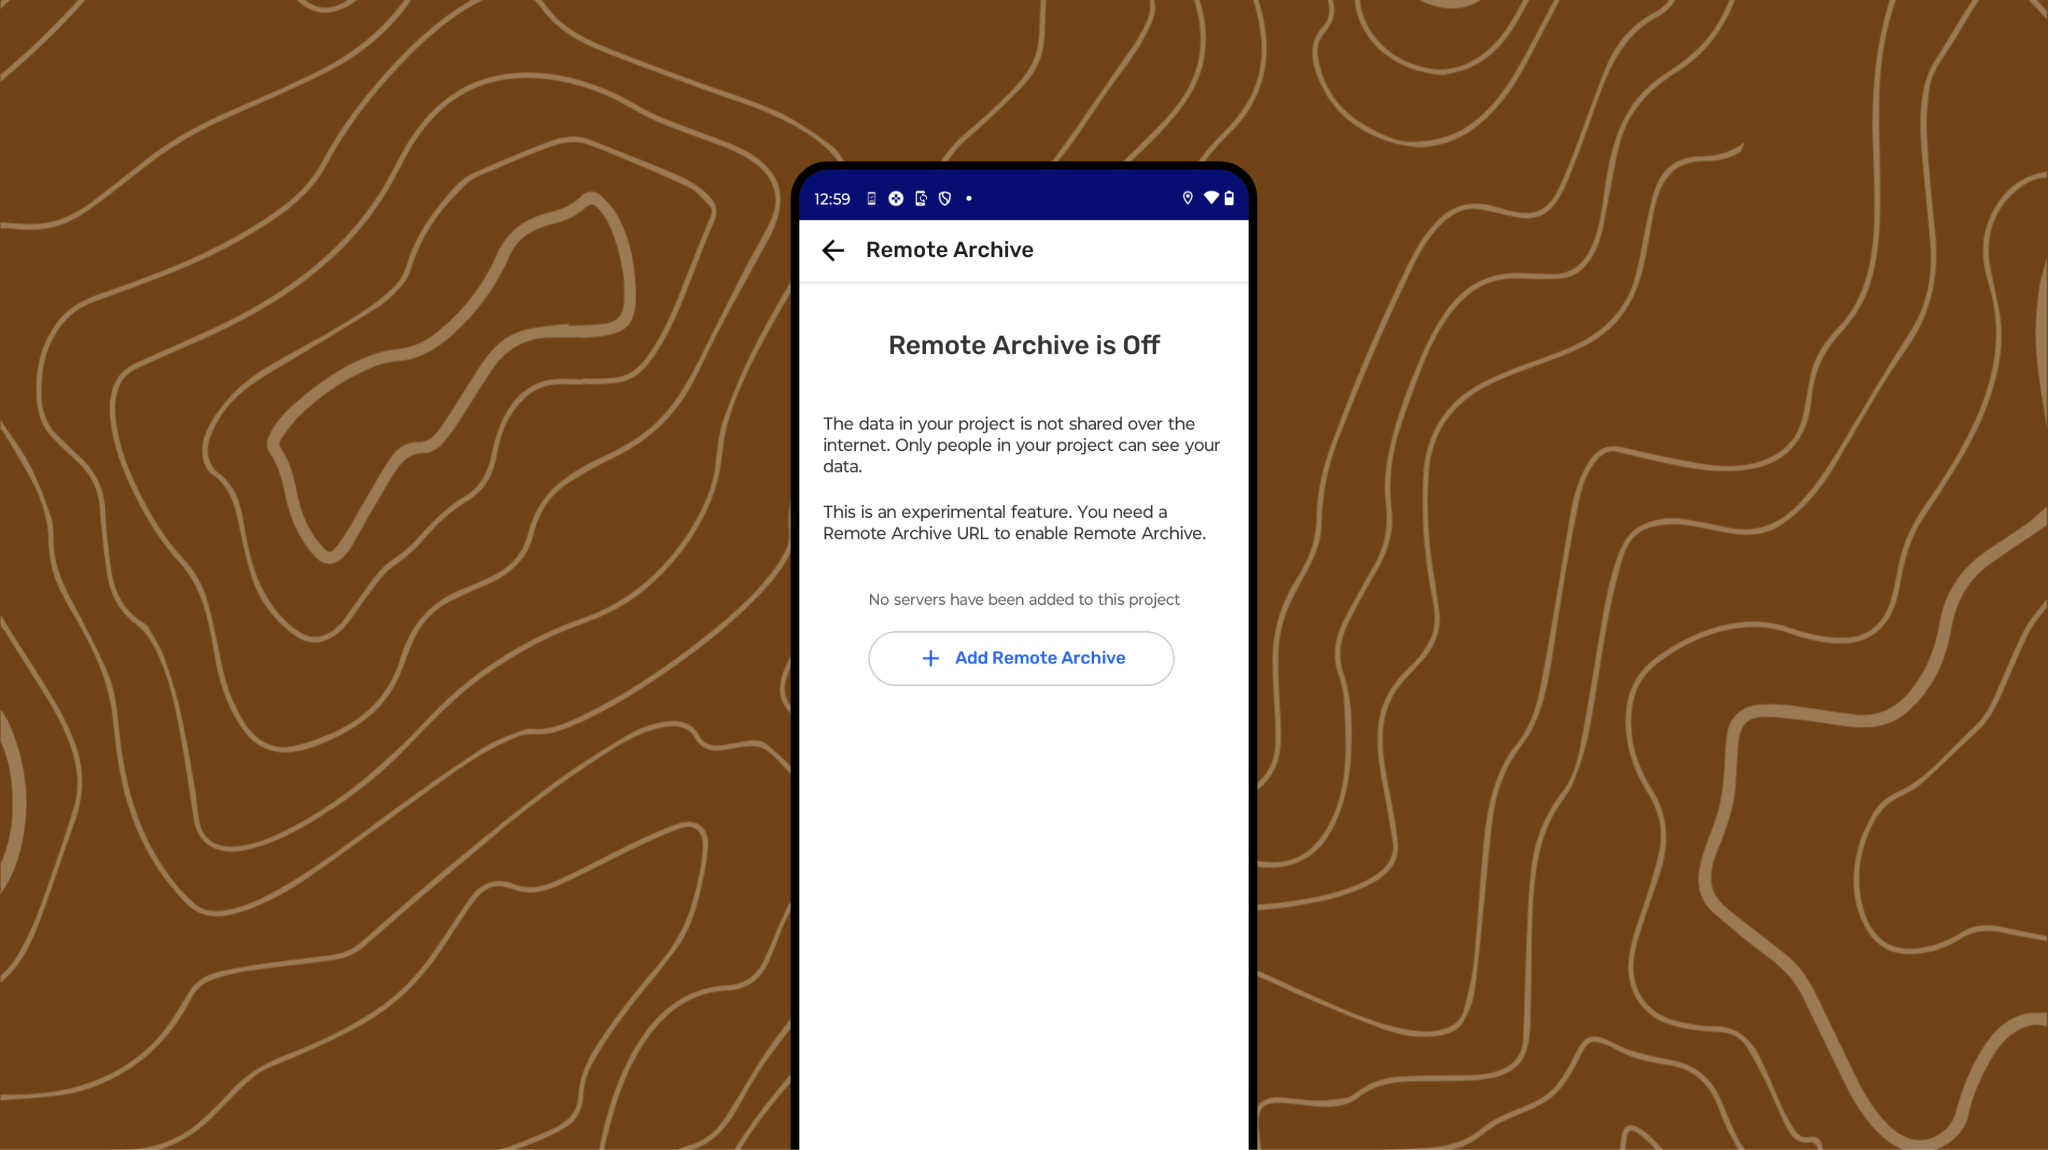 12:59
Remote Archive
Remote Archive is Off
The data in your project is not shared over the
internet. Only people in your project can see your
data.
This is an experimental feature. You need a
Remote Archive URL to enable Remote Archive.
No servers have been added to this project
+ Add Remote Archive